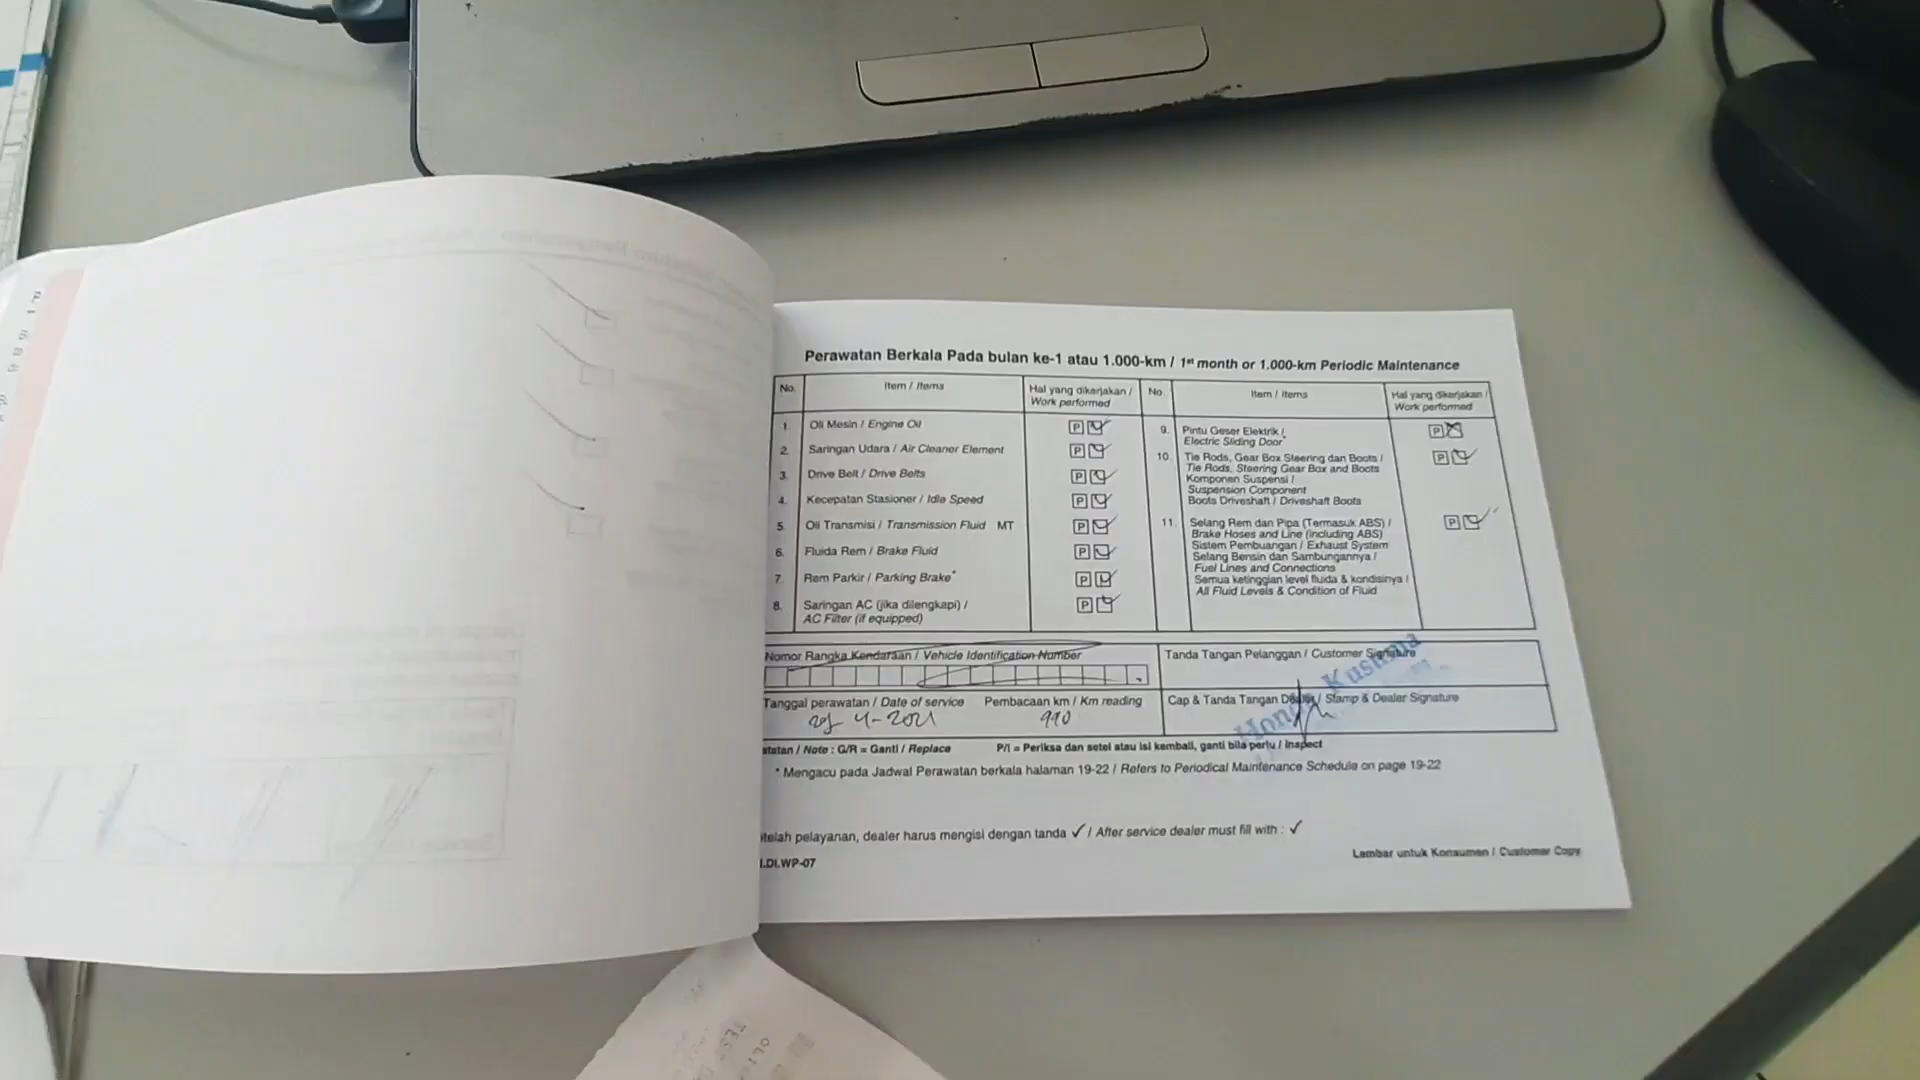 Perawatan Berkala Pada bulan ke-1 atau 1.000-km / 1st month or 1.000-km Periodic Maintenance
No. Item / Items Hal yang dikerjakan / Work performed
1. Oli Mesin / Engine Oil P
2. Saringan Udara / Air Cleaner Element P
3. Drive Belt / Drive Belts P
4. Kecepatan Stasioner / Idle Speed P
5. Oli Transmisi / Transmission Fluid MT P
6. Fluida Rem / Brake Fluid P
7. Rem Parkir / Parking Brake* P
8. Saringan AC (jika dilengkapi) / P
AC Filter (if equipped)
No. Item / Items Hal yang dikerjakan / Work performed
9. Pintu Geser Elektrik / P
Electric Sliding Door*
10. Tie Rods, Gear Box Steering dan Boots / P
Tie Rods, Steering Gear Box and Boots
Komponen Suspensi /
Suspension Component
Boots Driveshaft / Driveshaft Boots
11. Selang Rem dan Pipa (Termasuk ABS) / P
Brake Hoses and Line (including ABS)
Sistem Pembuangan / Exhaust System
Selang Bensin dan Sambungannya /
Fuel Lines and Connections
Semua ketinggian level fluida & kondisinya /
All Fluid Levels & Condition of Fluid
Nomor Rangka Kendaraan / Vehicle Identification Number
Tanda Tangan Pelanggan / Customer Signature
Tanggal perawatan / Date of service Pembacaan km / Km reading
4-2021 990
Cap & Tanda Tangan Dealer / Stamp & Dealer Signature
Honda Kusuma
/ Note : G/R = Ganti / Replace P/I = Periksa dan setel atau isi kembali, ganti bila perlu / Inspect
* Mengacu pada Jadwal Perawatan berkala halaman 19-22 / Refers to Periodical Maintenance Schedule on page 19-22
telah pelayanan, dealer harus mengisi dengan tanda ✓ / After service dealer must fill with : ✓
.DI.WP-07
Lembar untuk Konsumen / Customer Copy